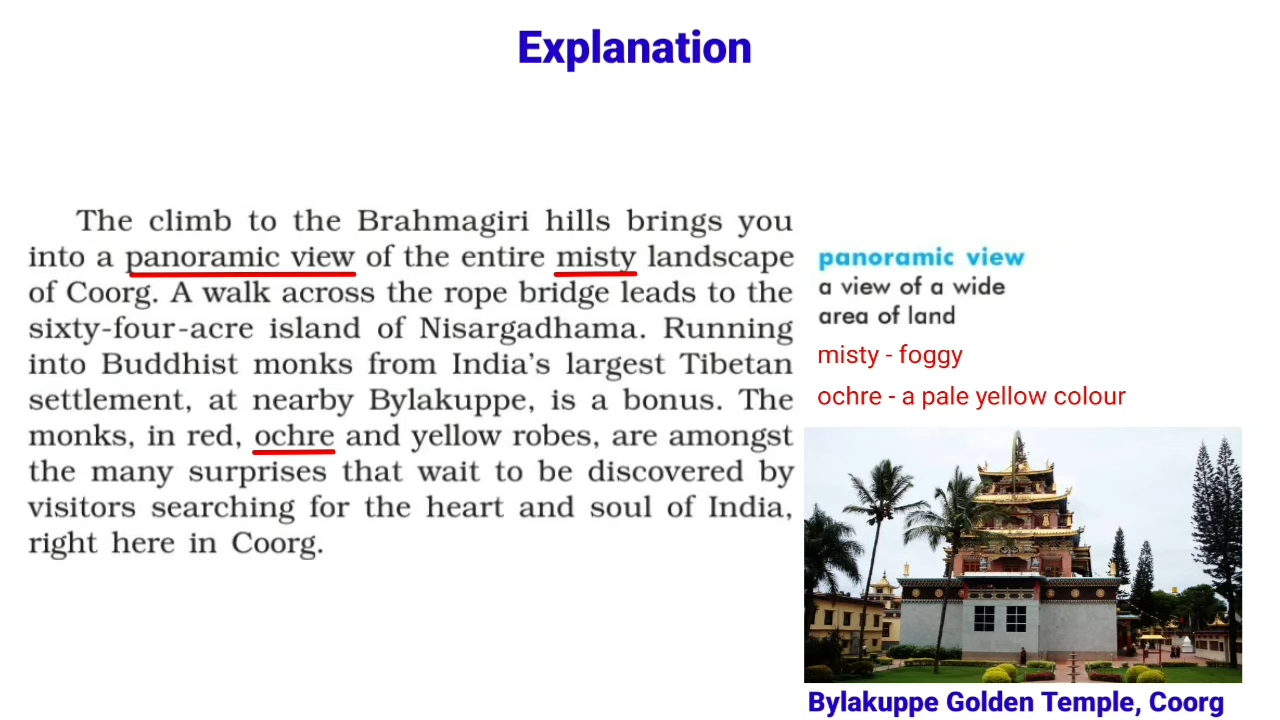 Explanation
The climb to the Brahmagiri hills brings you
into a panoramic view of the entire misty landscape
of Coorg. A walk across the rope bridge leads to the
sixty-four-acre island of Nisargadhama. Running
into Buddhist monks from India's largest Tibetan
settlement, at nearby Bylakuppe, is a bonus. The
monks, in red, ochre and yellow robes, are amongst
the many surprises that wait to be discovered by
visitors searching for the heart and soul of India,
right here in Coorg.
panoramic view
a view of a wide
area of land
misty - foggy
ochre - a pale yellow colour
Bylakuppe Golden Temple, Coorg